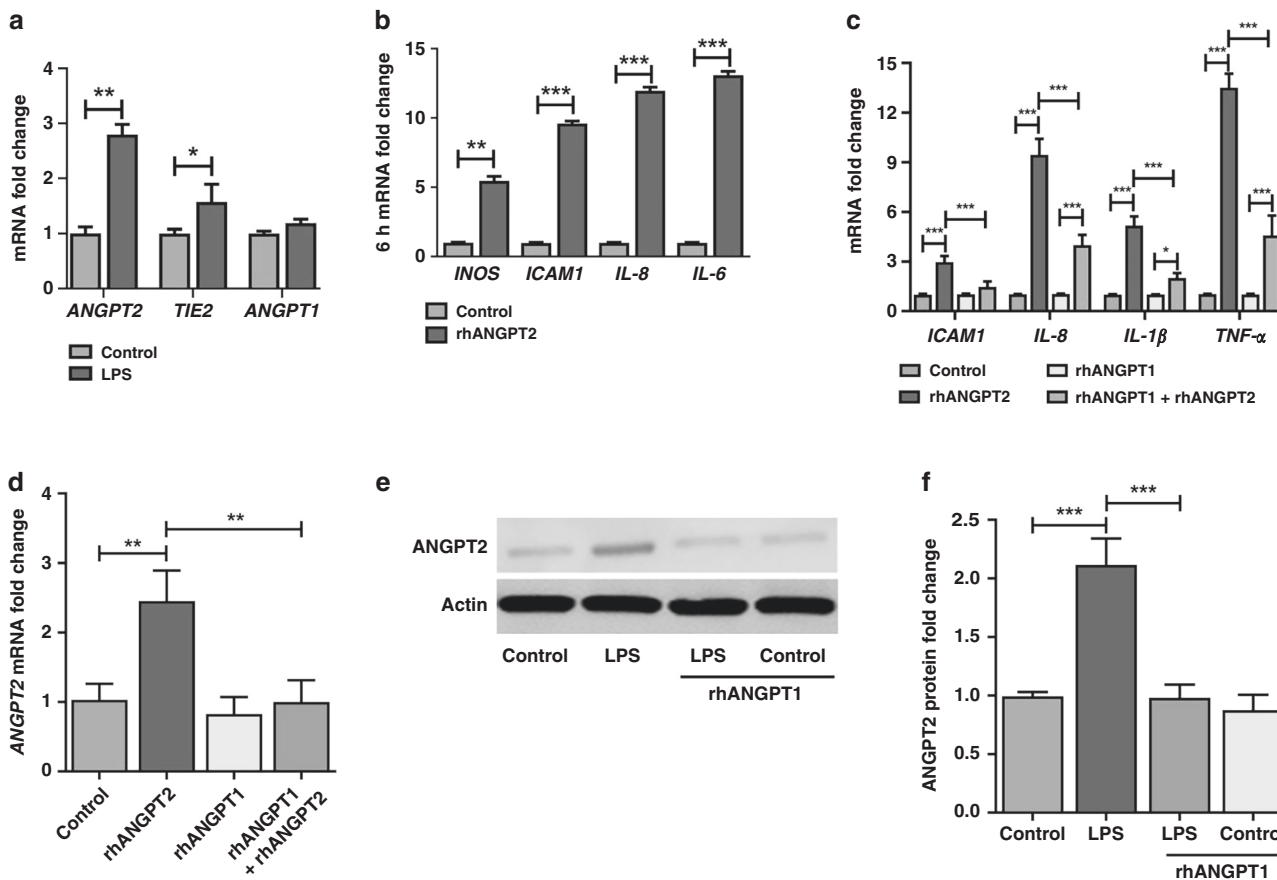 a
mRNA fold change
4
3
2
1
0
**
*
ANGPT2 TIE2 ANGPT1
Control
LPS
b
6 h mRNA fold change
15
10
5
0
**
***
***
***
INOS ICAM1 IL-8 IL-6
Control
rhANGPT2
c
mRNA fold change
15
12
9
6
3
0
***
***
***
***
***
***
***
*
***
***
***
ICAM1 IL-8 IL-1β TNF-α
Control
rhANGPT2
rhANGPT1
rhANGPT1 + rhANGPT2
d
ANGPT2 mRNA fold change
4
3
2
1
0
**
**
Control
rhANGPT2
rhANGPT1
rhANGPT1
+ rhANGPT2
e
ANGPT2
Actin
Control LPS LPS Control
rhANGPT1
f
ANGPT2 protein fold change
2.5
2.0
1.5
1.0
0.5
0.0
***
***
Control LPS LPS Contro
rhANGPT1